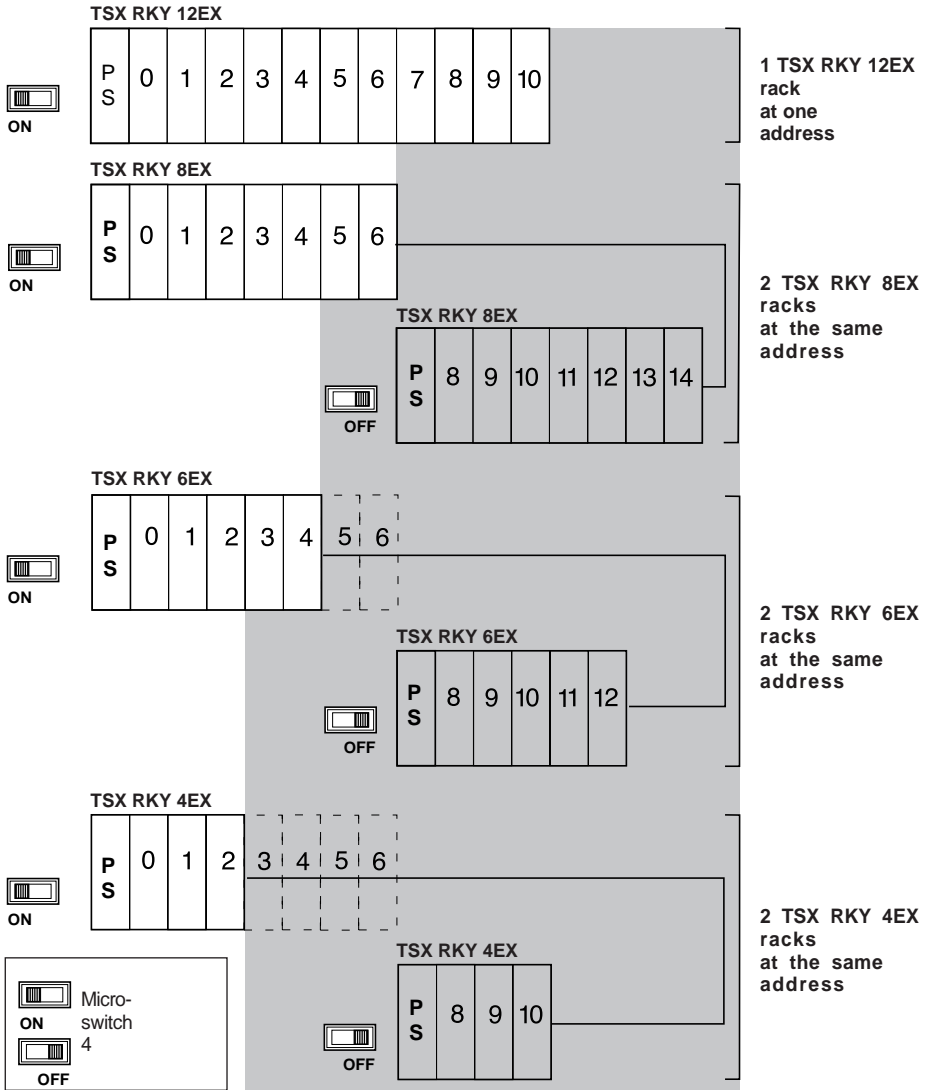 TSX RKY 12EX
P S 0 1 2 3 4 5 6 7 8 9 10
ON
1 TSX RKY 12EX
rack
at one
address
TSX RKY 8EX
P S 0 1 2 3 4 5 6
ON
TSX RKY 8EX
P S 8 9 10 11 12 13 14
OFF
2 TSX RKY 8EX
racks
at the same
address
TSX RKY 6EX
P S 0 1 2 3 4 5 6
ON
TSX RKY 6EX
P S 8 9 10 11 12
OFF
2 TSX RKY 6EX
racks
at the same
address
TSX RKY 4EX
P S 0 1 2 3 4 5 6
ON
TSX RKY 4EX
P S 8 9 10
OFF
2 TSX RKY 4EX
racks
at the same
address
Micro-
ON switch
4
OFF